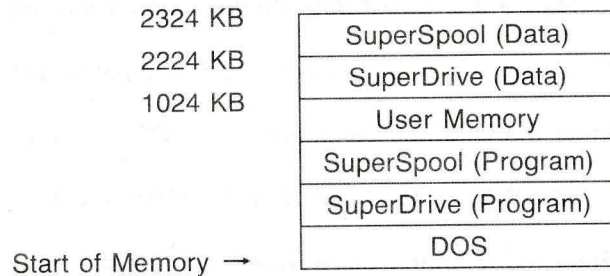 2324 KB
SuperSpool (Data)
2224 KB
SuperDrive (Data)
1024 KB
User Memory
SuperSpool (Program)
SuperDrive (Program)
Start of Memory →
DOS